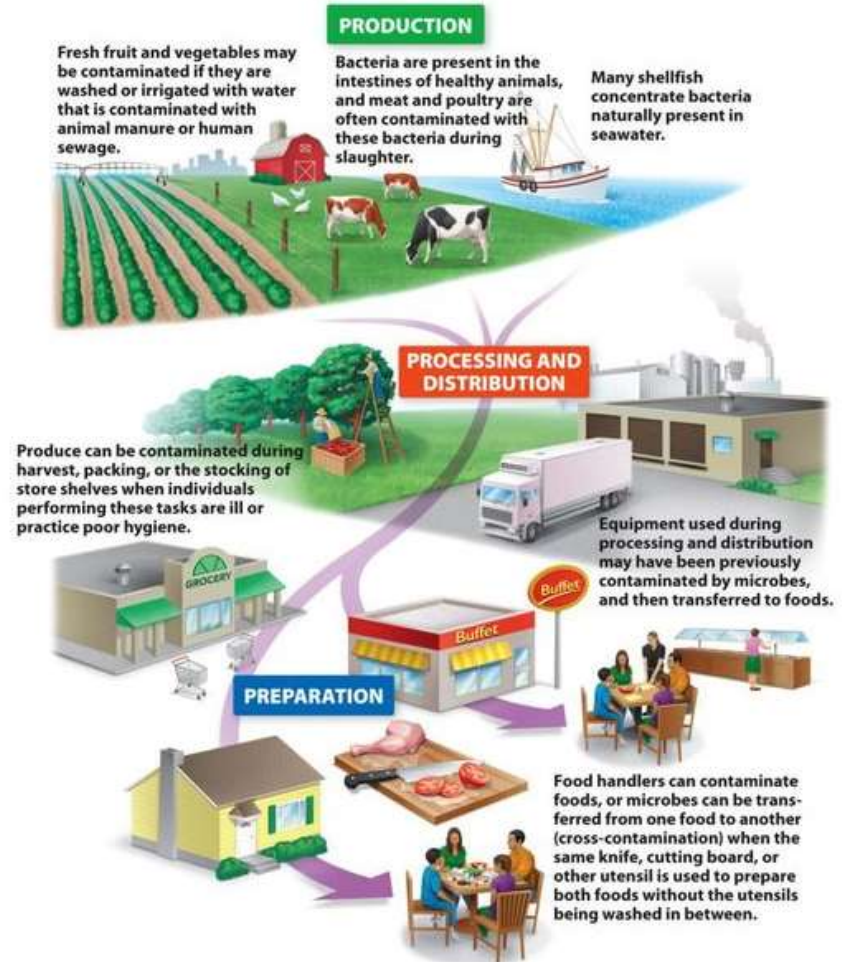 PRODUCTION
Fresh fruit and vegetables may
be contaminated if they are
washed or irrigated with water
that is contaminated with
animal manure or human
sewage.
Bacteria are present in the
intestines of healthy animals,
and meat and poultry are
often contaminated with
these bacteria during
slaughter.
Many shellfish
concentrate bacteria
naturally present in
seawater.
PROCESSING AND
DISTRIBUTION
Produce can be contaminated during
harvest, packing, or the stocking of
store shelves when individuals
performing these tasks are ill or
practice poor hygiene.
Equipment used during
processing and distribution
may have been previously
contaminated by microbes,
and then transferred to foods.
GROCERY
Buffet
Buffet
PREPARATION
Food handlers can contaminate
foods, or microbes can be trans-
ferred from one food to another
(cross-contamination) when the
same knife, cutting board, or
other utensil is used to prepare
both foods without the utensils
being washed in between.